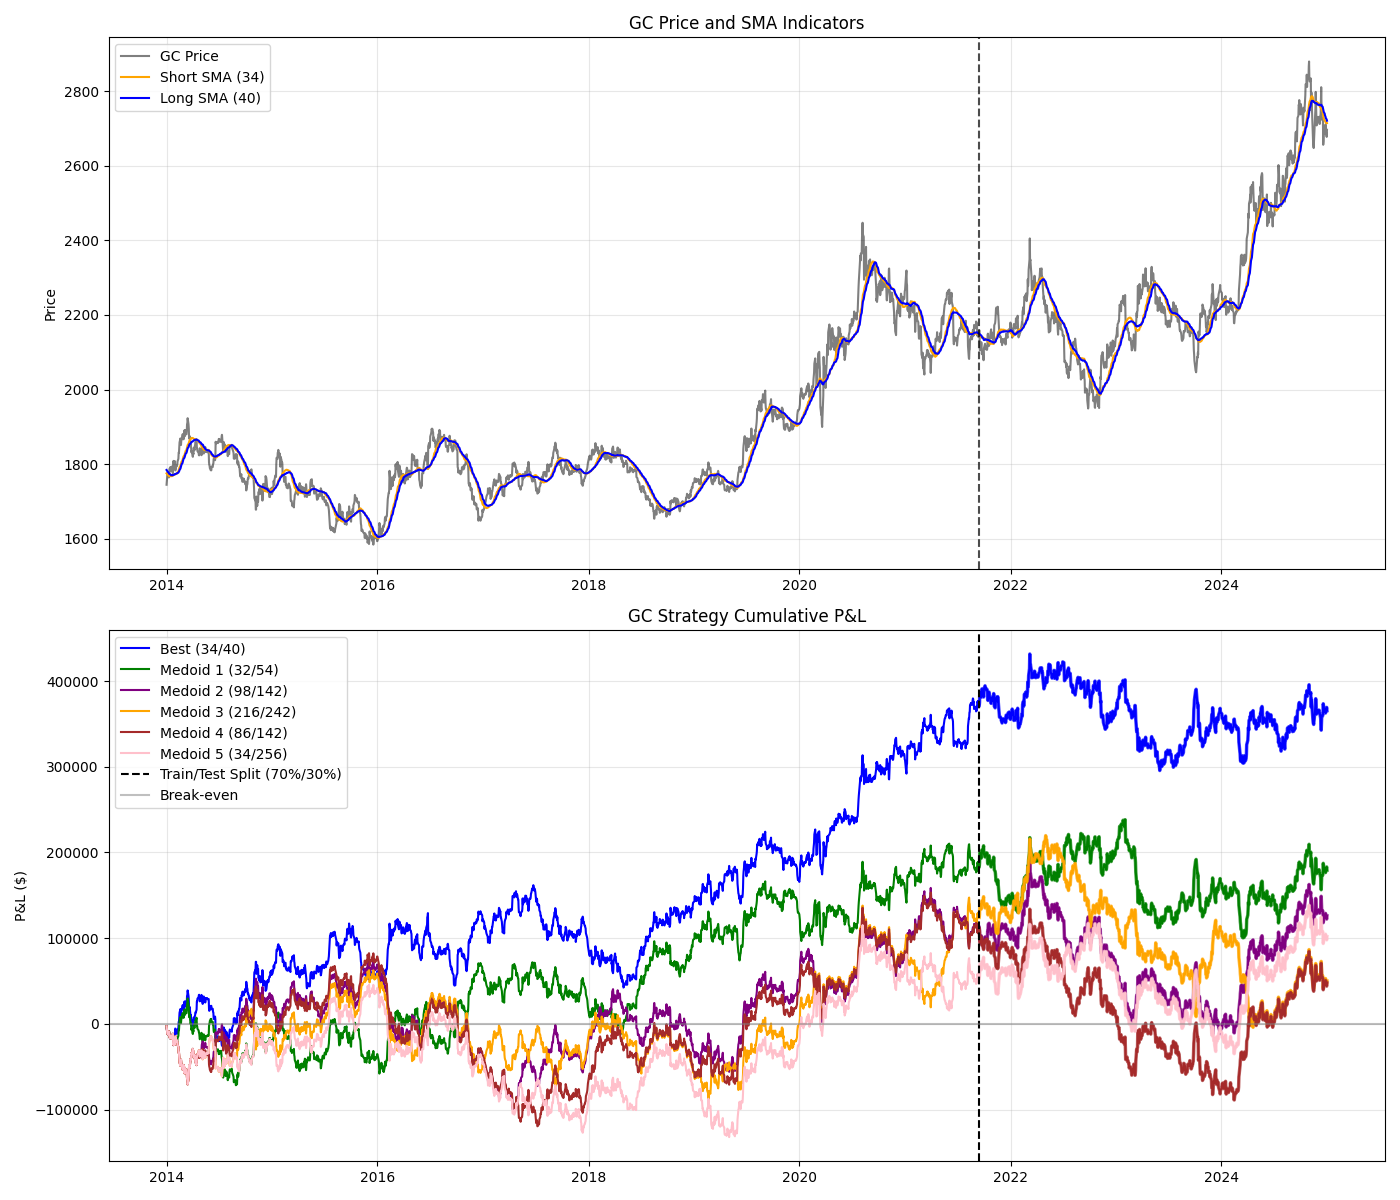 GC Price and SMA Indicators
GC Price
Short SMA (34)
Long SMA (40)
Price
2800
2600
2400
2200
2000
1800
1600
2014
2016
2018
2020
2022
2024
GC Strategy Cumulative P&L
Best (34/40)
Medoid 1 (32/54)
Medoid 2 (98/142)
Medoid 3 (216/242)
Medoid 4 (86/142)
Medoid 5 (34/256)
Train/Test Split (70%/30%)
Break-even
P&L ($)
400000
300000
200000
100000
0
−100000
2014
2016
2018
2020
2022
2024